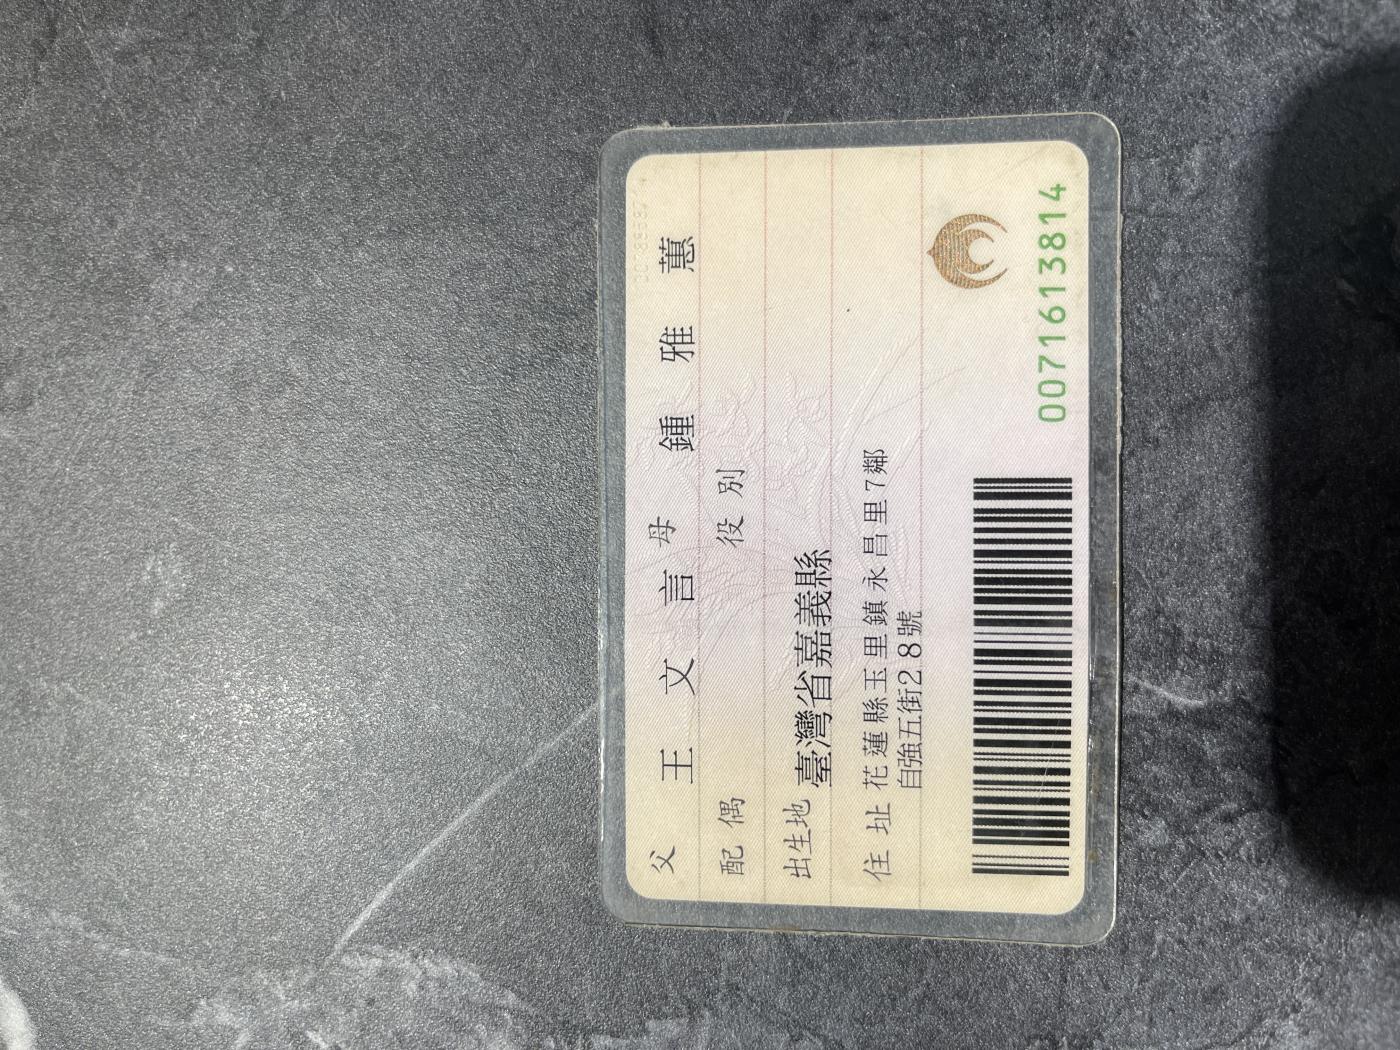 父 王文言 母 鍾雅蕙
配偶 役別
出生地 臺灣省嘉義縣
住址 花蓮縣玉里鎮永昌里7鄰
自強五街28號
0071613814